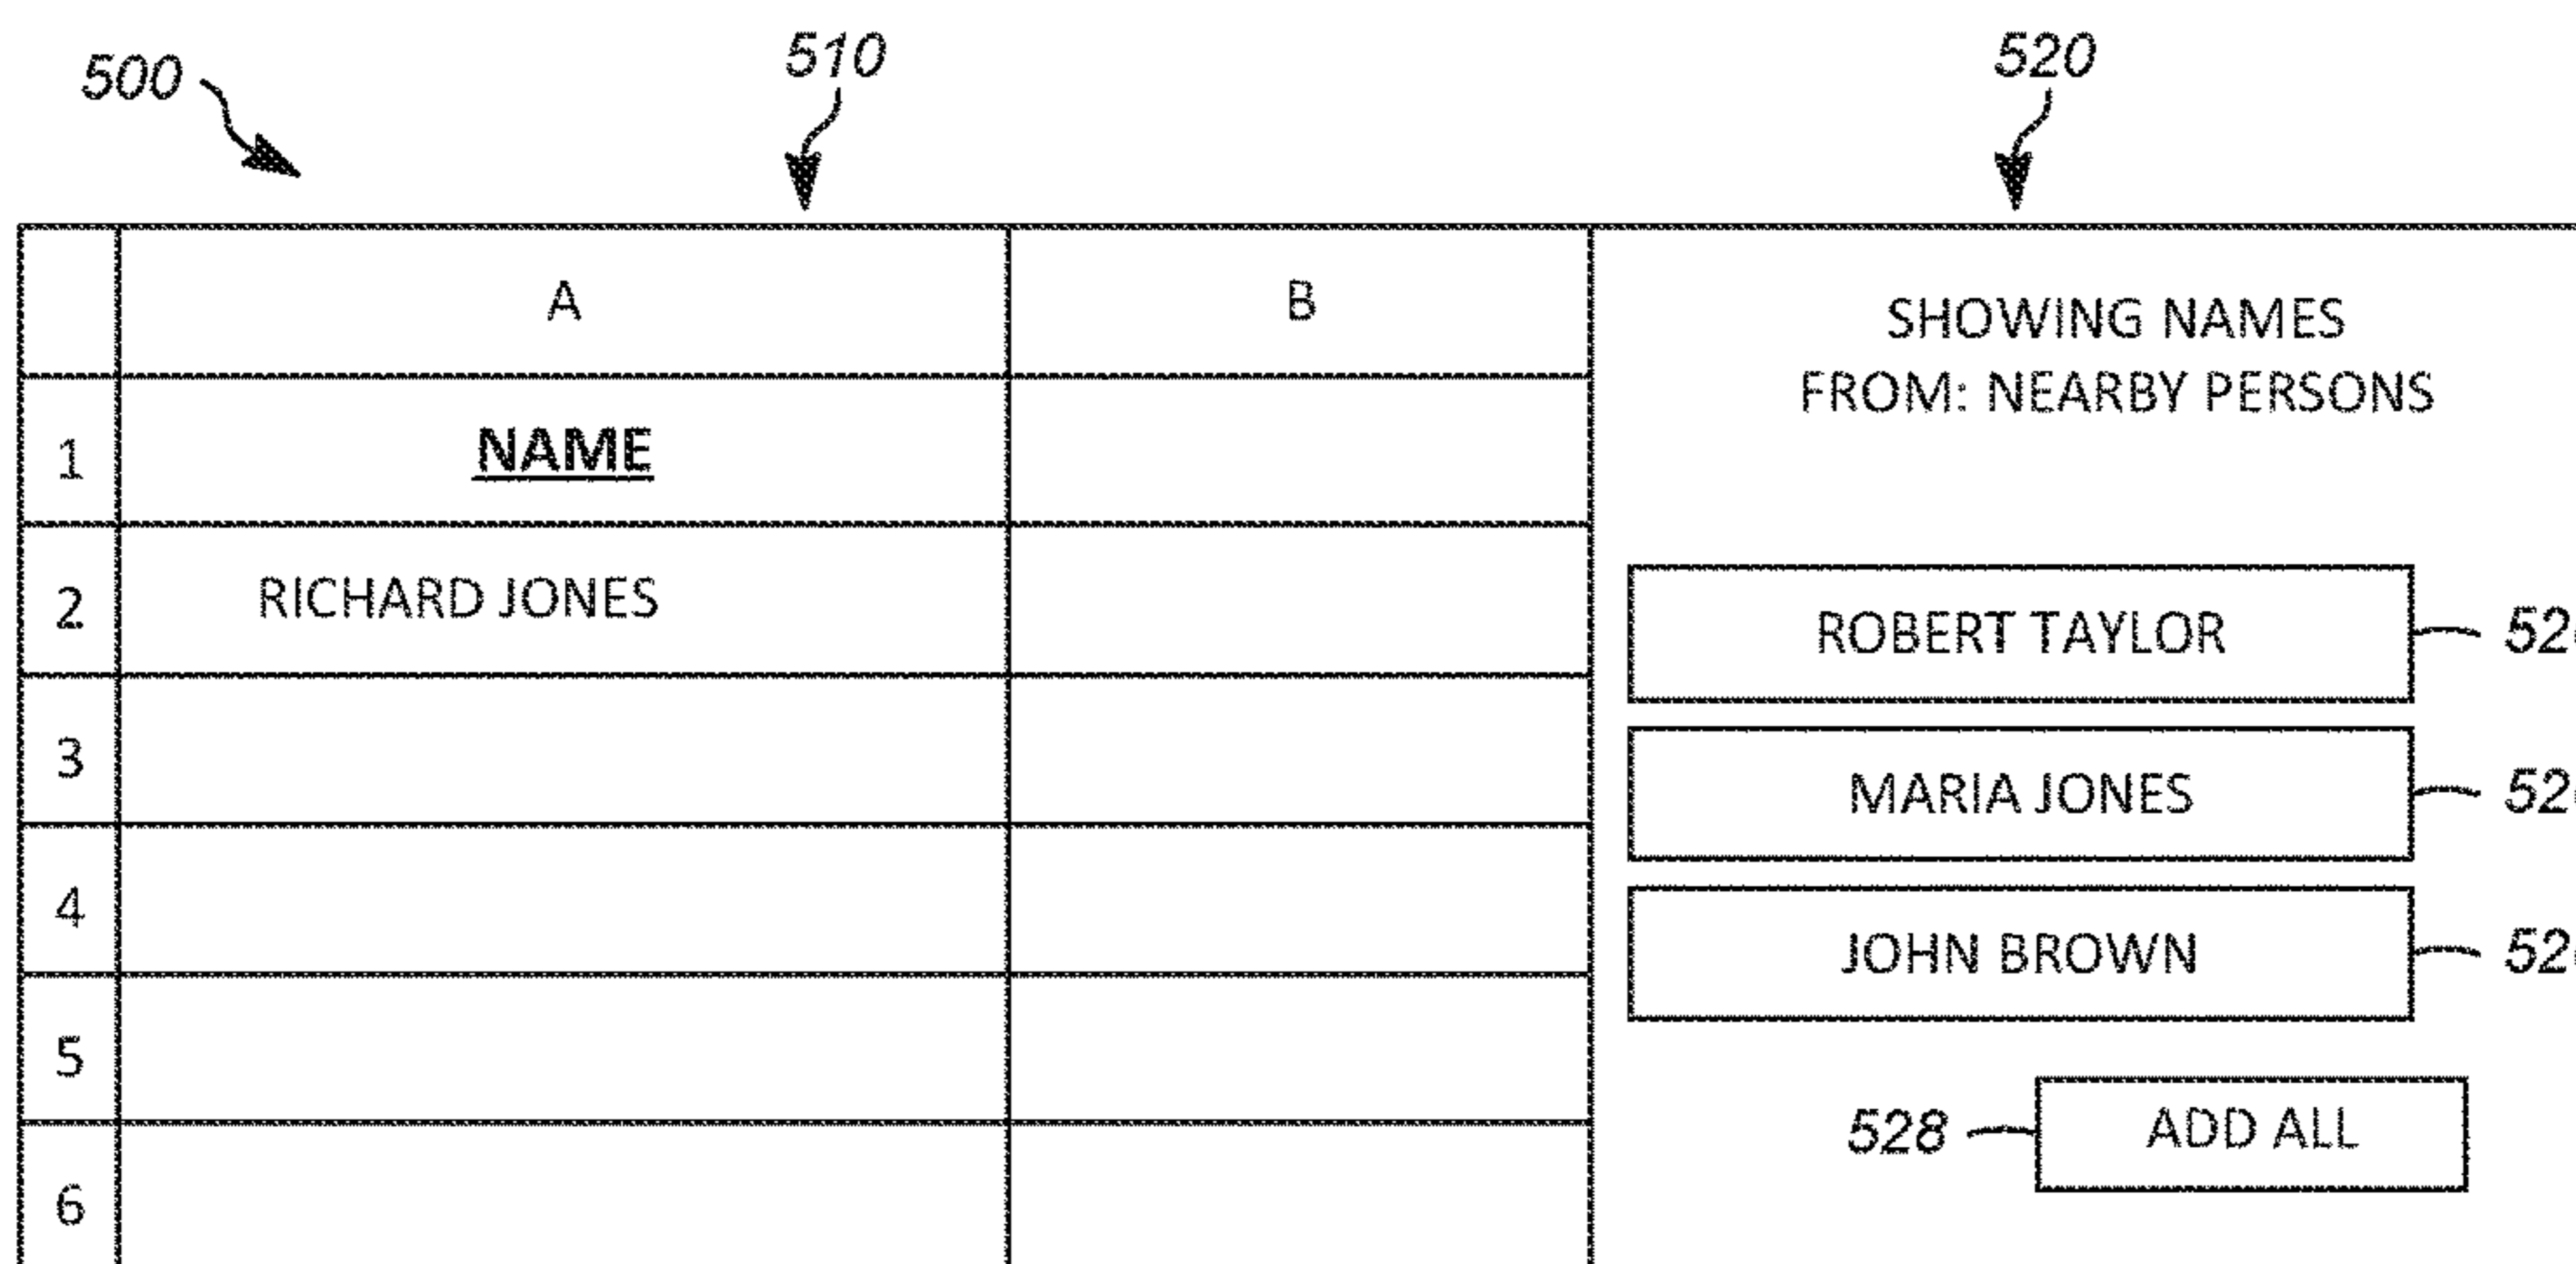 500
510
520
A
B
SHOWING NAMES
FROM: NEARBY PERSONS
1
NAME
2
RICHARD JONES
ROBERT TAYLOR
3
MARIA JONES
4
JOHN BROWN
5
528
ADD ALL
6